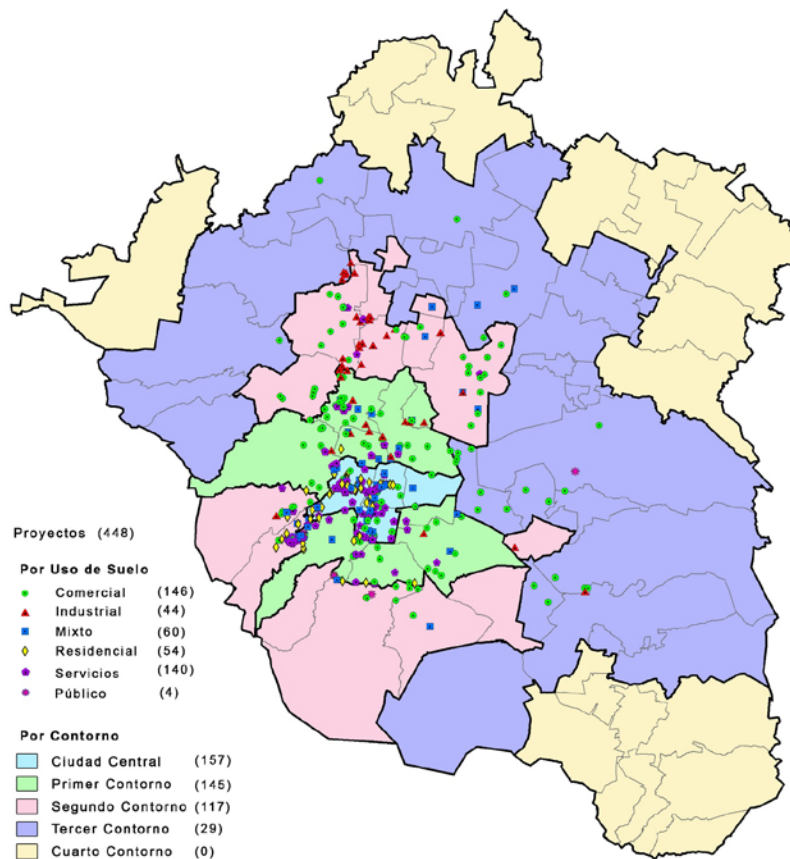 Proyectos (448)
Por Uso de Suelo
Comercial (146)
Industrial (44)
Mixto (60)
Residencial (54)
Servicios (140)
Público (4)
Por Contorno
Ciudad Central (157)
Primer Contorno (145)
Segundo Contorno (117)
Tercer Contorno (29)
Cuarto Contorno (0)